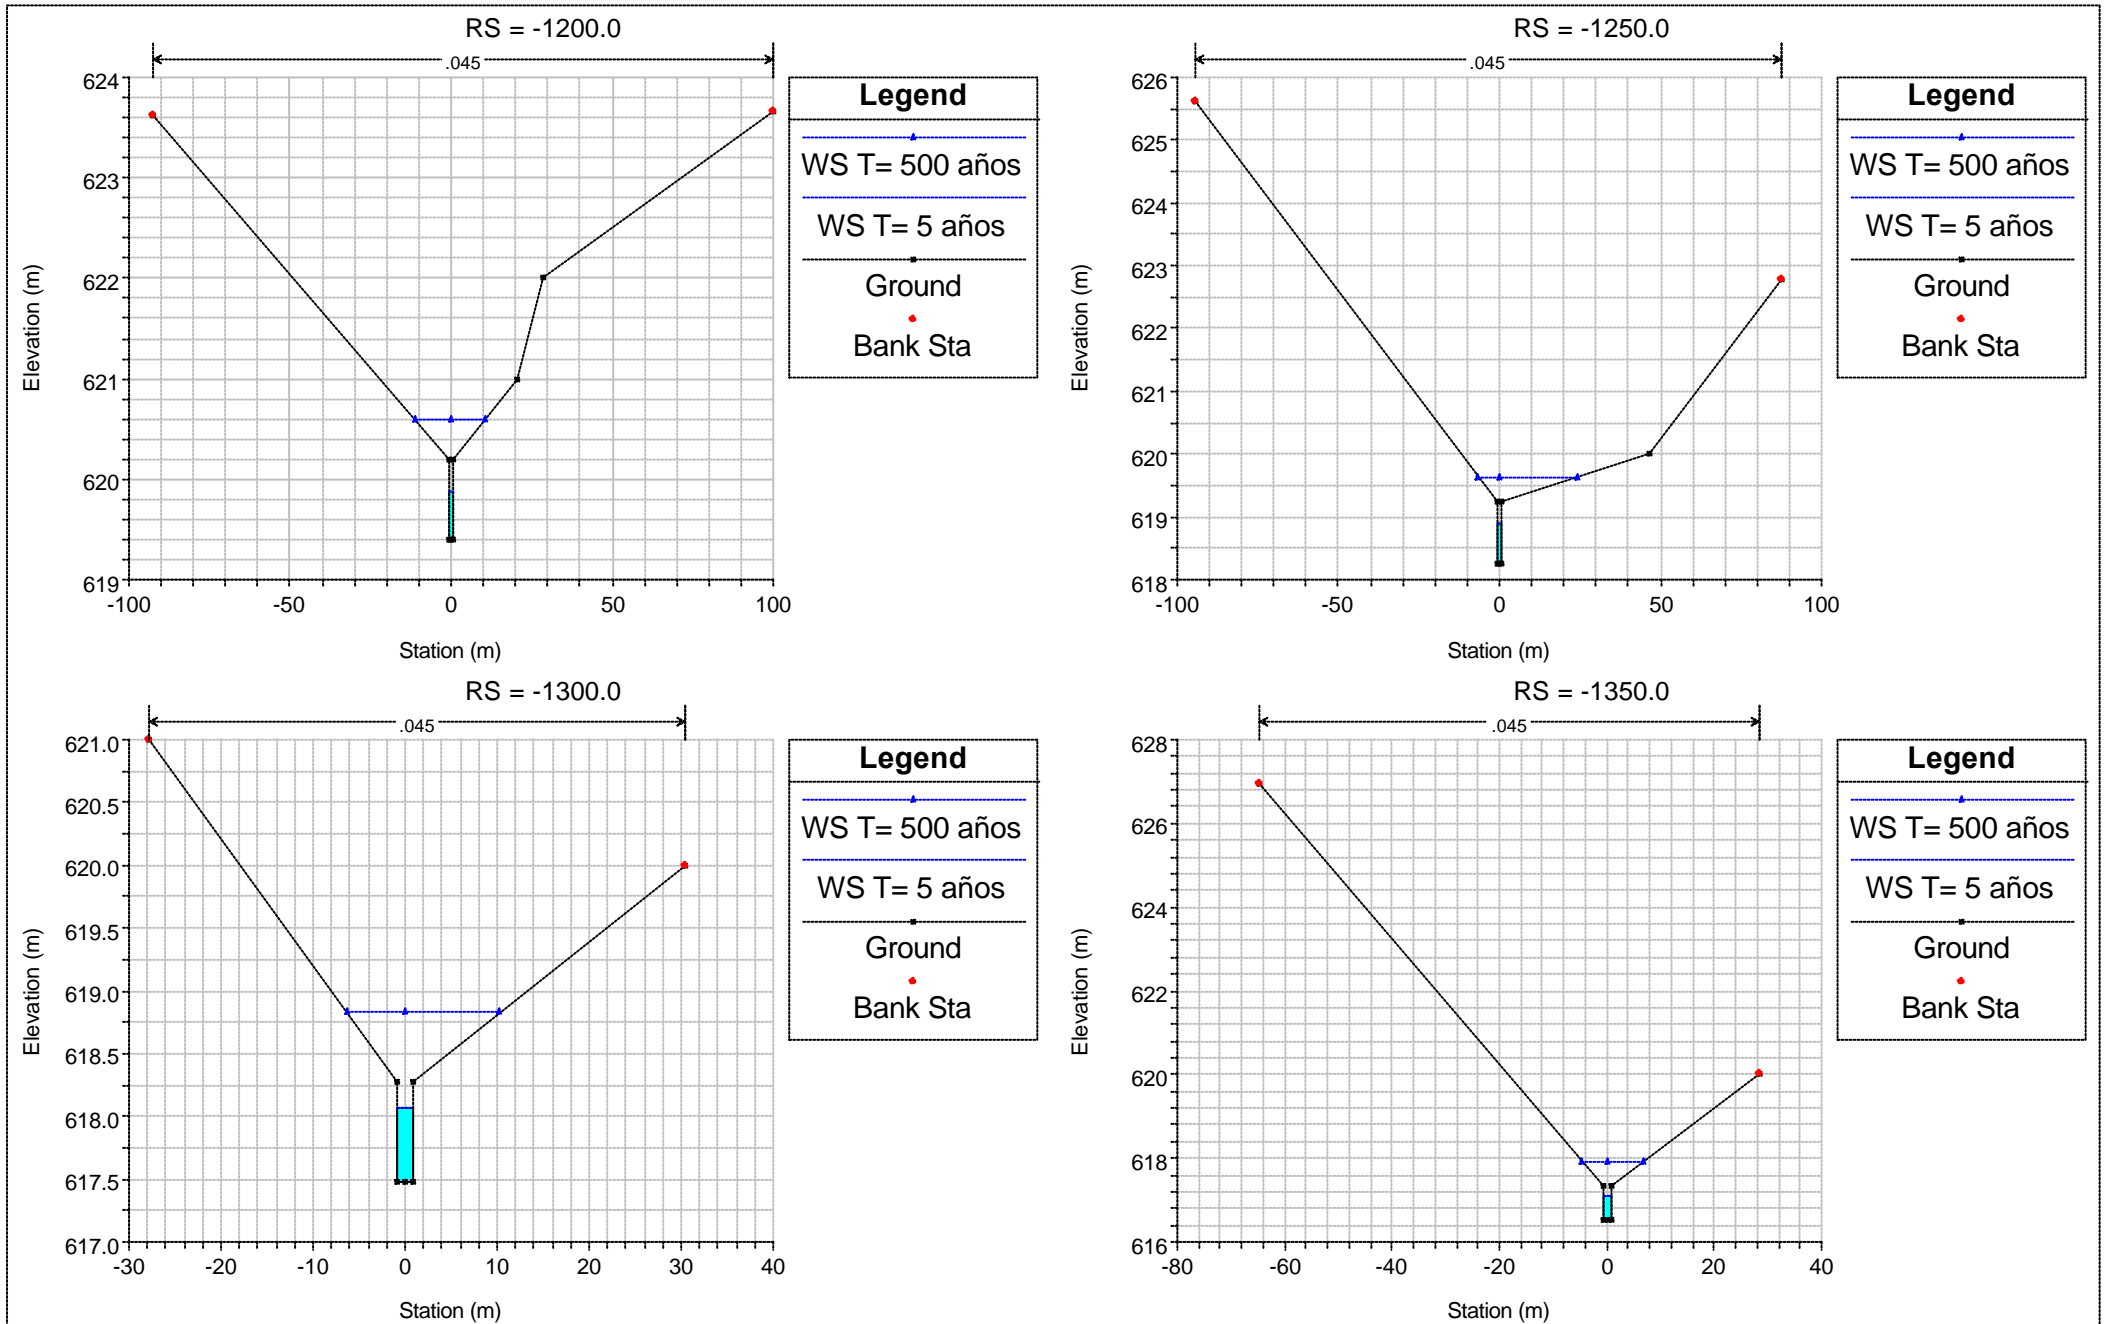 RS = -1200.0
.045
624
623
622
621
620
619
-100
-50
0
50
100
Elevation (m)
Station (m)
Legend
WS T= 500 años
WS T= 5 años
Ground
Bank Sta
RS = -1250.0
.045
626
625
624
623
622
621
620
619
618
-100
-50
0
50
100
Elevation (m)
Station (m)
Legend
WS T= 500 años
WS T= 5 años
Ground
Bank Sta
RS = -1300.0
.045
621.0
620.5
620.0
619.5
619.0
618.5
618.0
617.5
617.0
-30
-20
-10
0
10
20
30
40
Elevation (m)
Station (m)
Legend
WS T= 500 años
WS T= 5 años
Ground
Bank Sta
RS = -1350.0
.045
628
626
624
622
620
618
616
-80
-60
-40
-20
0
20
40
Elevation (m)
Station (m)
Legend
WS T= 500 años
WS T= 5 años
Ground
Bank Sta